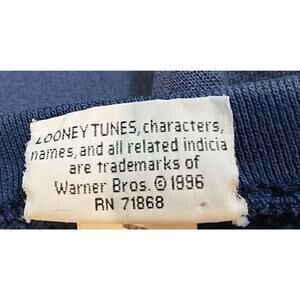 LOONEY TUNES, characters,
names, and all related indicia
are trademarks of
Warner Bros. © 1996
RN 71868